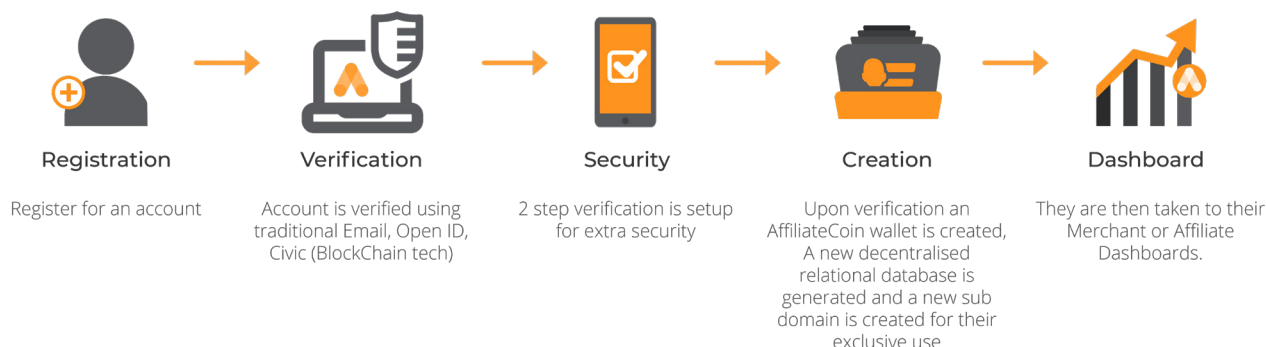 Registration
Register for an account
Verification
Account is verified using
traditional Email, Open ID,
Civic (BlockChain tech)
Security
2 step verification is setup
for extra security
Creation
Upon verification an
AffiliateCoin wallet is created,
A new decentralised
relational database is
generated and a new sub
domain is created for their
exclusive use
Dashboard
They are then taken to their
Merchant or Affiliate
Dashboards.